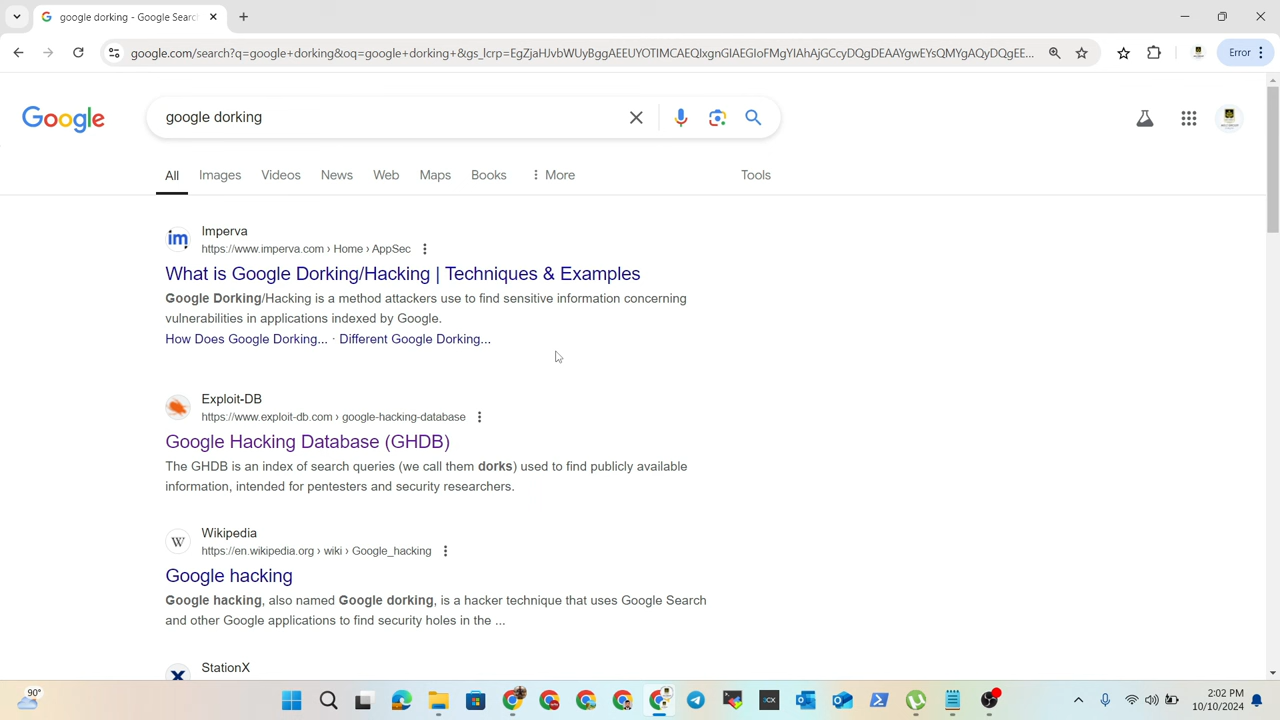 google dorking - Google Searc
google.com/search?q=google+dorking&oq=google+dorking+&gs_lcrp=EgZjaHJvbWUyBggAEEUYOTIMCAEQIxgnGIAEGIoFMgYIAhAjGCcyDQgDEAAYgwEYsQMYgAQyDQgEE...
Error
Google
google dorking
All Images Videos News Web Maps Books More Tools
im
Imperva
https://www.imperva.com › Home › AppSec
What is Google Dorking/Hacking | Techniques & Examples
Google Dorking/Hacking is a method attackers use to find sensitive information concerning
vulnerabilities in applications indexed by Google.
How Does Google Dorking... · Different Google Dorking...
Exploit-DB
https://www.exploit-db.com › google-hacking-database
Google Hacking Database (GHDB)
The GHDB is an index of search queries (we call them dorks) used to find publicly available
information, intended for pentesters and security researchers.
W
Wikipedia
https://en.wikipedia.org › wiki › Google_hacking
Google hacking
Google hacking, also named Google dorking, is a hacker technique that uses Google Search
and other Google applications to find security holes in the ...
X
StationX
90°
2:02 PM
10/10/2024